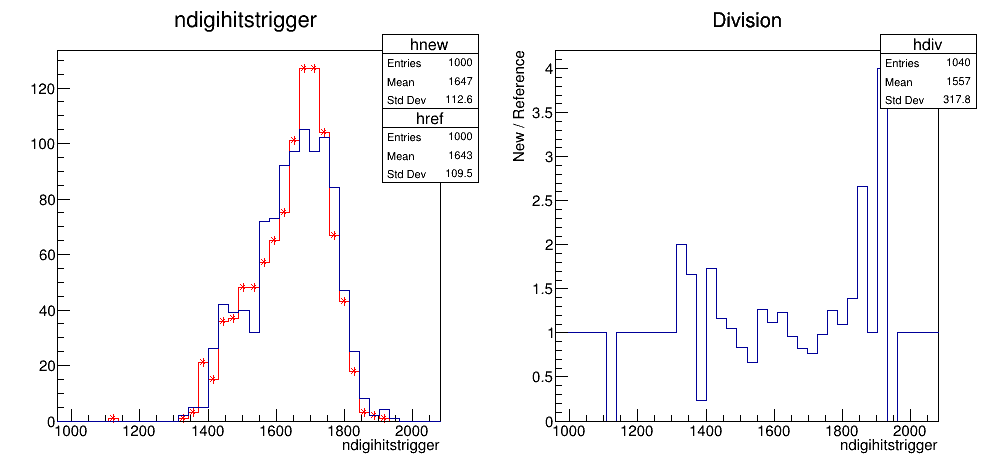 ndigihitstrigger
hnew
Entries 1000
Mean 1647
Std Dev 112.6
href
Entries 1000
Mean 1643
Std Dev 109.5
120
100
80
60
40
20
0
1000 1200 1400 1600 1800 2000
ndigihitstrigger
Division
hdiv
Entries 1040
Mean 1557
Std Dev 317.8
New / Reference
4
3.5
3
2.5
2
1.5
1
0.5
0
1000 1200 1400 1600 1800 2000
ndigihitstrigger